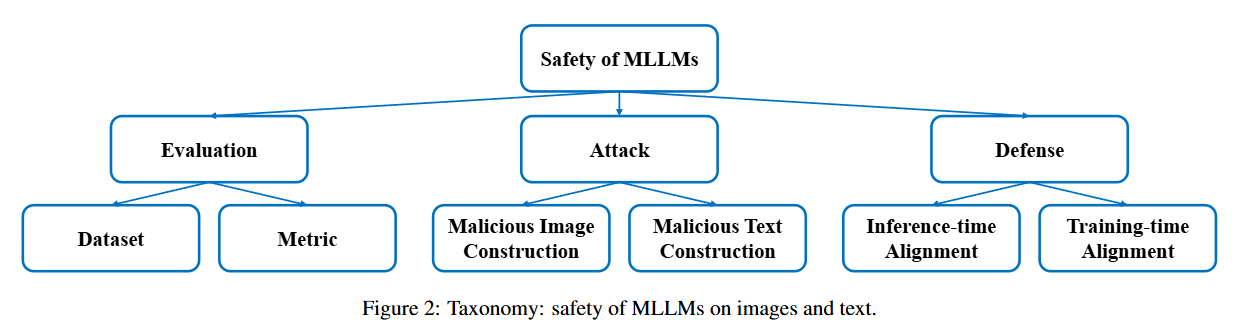 Safety of MLLMs
Evaluation
Attack
Defense
Dataset
Metric
Malicious Image
Construction
Malicious Text
Construction
Inference-time
Alignment
Training-time
Alignment
Figure 2: Taxonomy: safety of MLLMs on images and text.